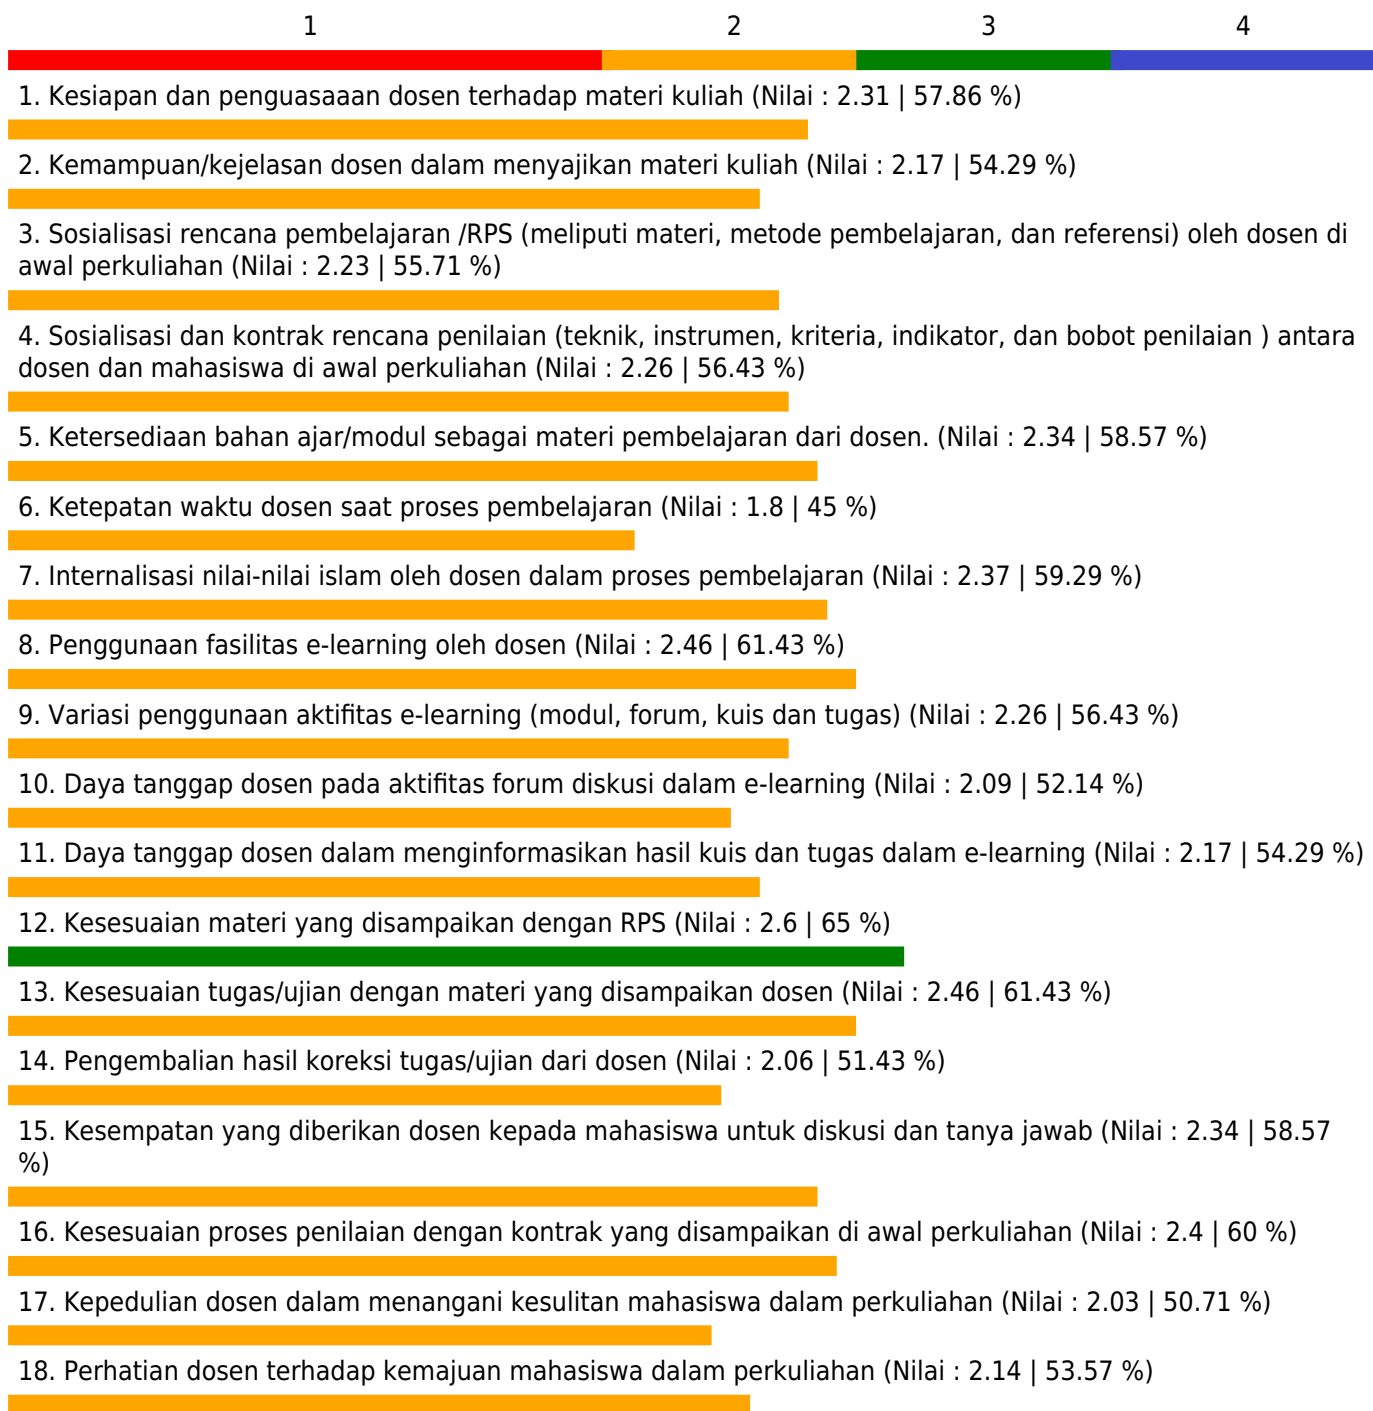 1 2 3 4
1. Kesiapan dan penguasaaan dosen terhadap materi kuliah (Nilai : 2.31 | 57.86 %)
2. Kemampuan/kejelasan dosen dalam menyajikan materi kuliah (Nilai : 2.17 | 54.29 %)
3. Sosialisasi rencana pembelajaran /RPS (meliputi materi, metode pembelajaran, dan referensi) oleh dosen di
awal perkuliahan (Nilai : 2.23 | 55.71 %)
4. Sosialisasi dan kontrak rencana penilaian (teknik, instrumen, kriteria, indikator, dan bobot penilaian ) antara
dosen dan mahasiswa di awal perkuliahan (Nilai : 2.26 | 56.43 %)
5. Ketersediaan bahan ajar/modul sebagai materi pembelajaran dari dosen. (Nilai : 2.34 | 58.57 %)
6. Ketepatan waktu dosen saat proses pembelajaran (Nilai : 1.8 | 45 %)
7. Internalisasi nilai-nilai islam oleh dosen dalam proses pembelajaran (Nilai : 2.37 | 59.29 %)
8. Penggunaan fasilitas e-learning oleh dosen (Nilai : 2.46 | 61.43 %)
9. Variasi penggunaan aktifitas e-learning (modul, forum, kuis dan tugas) (Nilai : 2.26 | 56.43 %)
10. Daya tanggap dosen pada aktifitas forum diskusi dalam e-learning (Nilai : 2.09 | 52.14 %)
11. Daya tanggap dosen dalam menginformasikan hasil kuis dan tugas dalam e-learning (Nilai : 2.17 | 54.29 %)
12. Kesesuaian materi yang disampaikan dengan RPS (Nilai : 2.6 | 65 %)
13. Kesesuaian tugas/ujian dengan materi yang disampaikan dosen (Nilai : 2.46 | 61.43 %)
14. Pengembalian hasil koreksi tugas/ujian dari dosen (Nilai : 2.06 | 51.43 %)
15. Kesempatan yang diberikan dosen kepada mahasiswa untuk diskusi dan tanya jawab (Nilai : 2.34 | 58.57
%)
16. Kesesuaian proses penilaian dengan kontrak yang disampaikan di awal perkuliahan (Nilai : 2.4 | 60 %)
17. Kepedulian dosen dalam menangani kesulitan mahasiswa dalam perkuliahan (Nilai : 2.03 | 50.71 %)
18. Perhatian dosen terhadap kemajuan mahasiswa dalam perkuliahan (Nilai : 2.14 | 53.57 %)